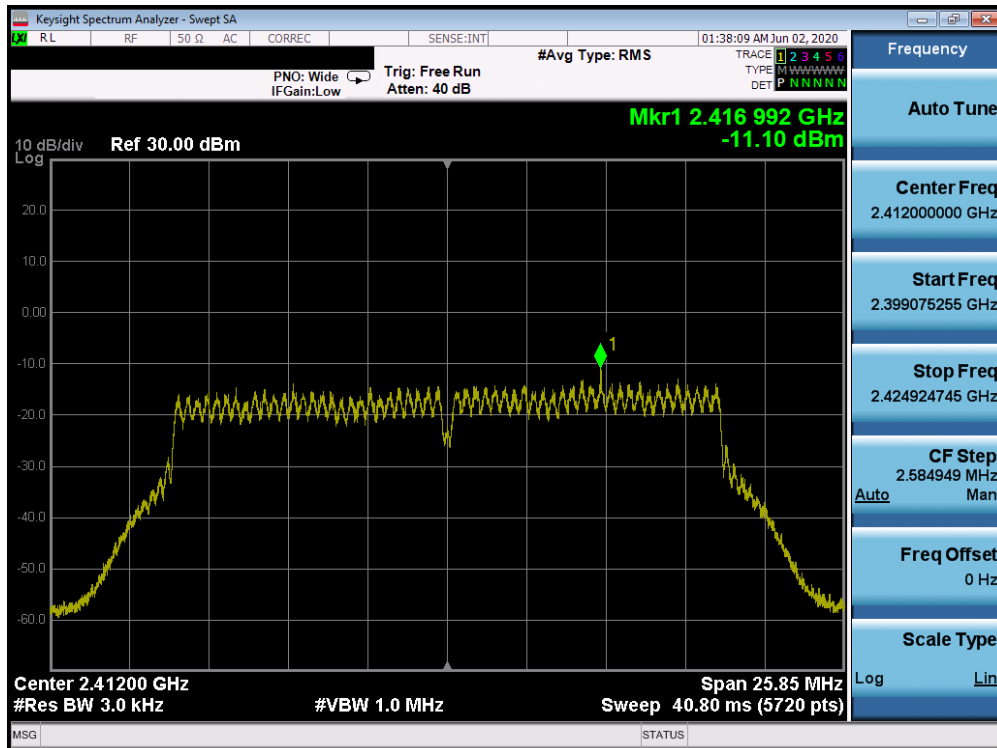 Keysight Spectrum Analyzer - Swept SA
LXI RL RF 50 Ω AC CORREC SENSE:INT 01:38:09 AM Jun 02, 2020
#Avg Type: RMS TRACE 1 2 3 4 5 6
PNO: Wide Trig: Free Run TYPE M WWWWW
IFGain:Low Atten: 40 dB DET P N N N N N
Mkr1 2.416 992 GHz
-11.10 dBm
10 dB/div Ref 30.00 dBm
Log
20.0
10.0
0.00
1
-10.0
-20.0
-30.0
-40.0
-50.0
-60.0
Center 2.41200 GHz Span 25.85 MHz
#Res BW 3.0 kHz #VBW 1.0 MHz Sweep 40.80 ms (5720 pts)
MSG STATUS
Frequency
Auto Tune
Center Freq
2.412000000 GHz
Start Freq
2.399075255 GHz
Stop Freq
2.424924745 GHz
CF Step
2.584949 MHz
Auto Man
Freq Offset
0 Hz
Scale Type
Log Lin